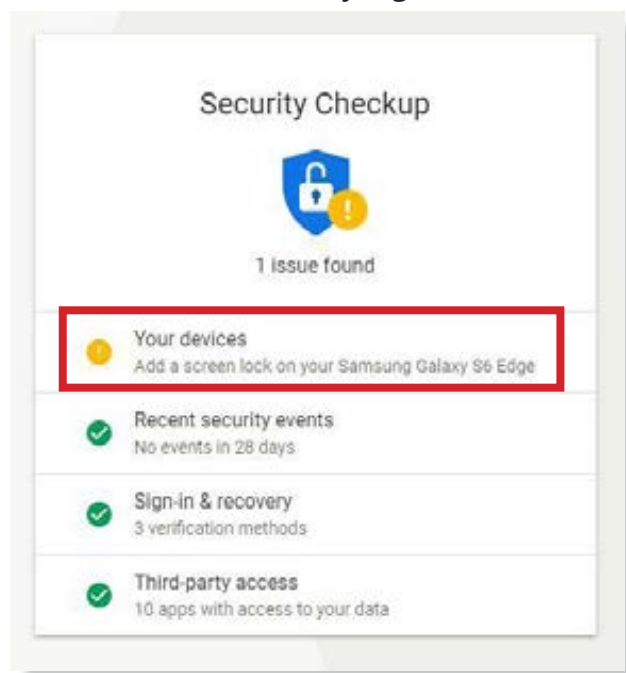 Security Checkup
1 issue found
Your devices
Add a screen lock on your Samsung Galaxy S6 Edge
Recent security events
No events in 28 days
Sign-in & recovery
3 verification methods
Third-party access
10 apps with access to your data